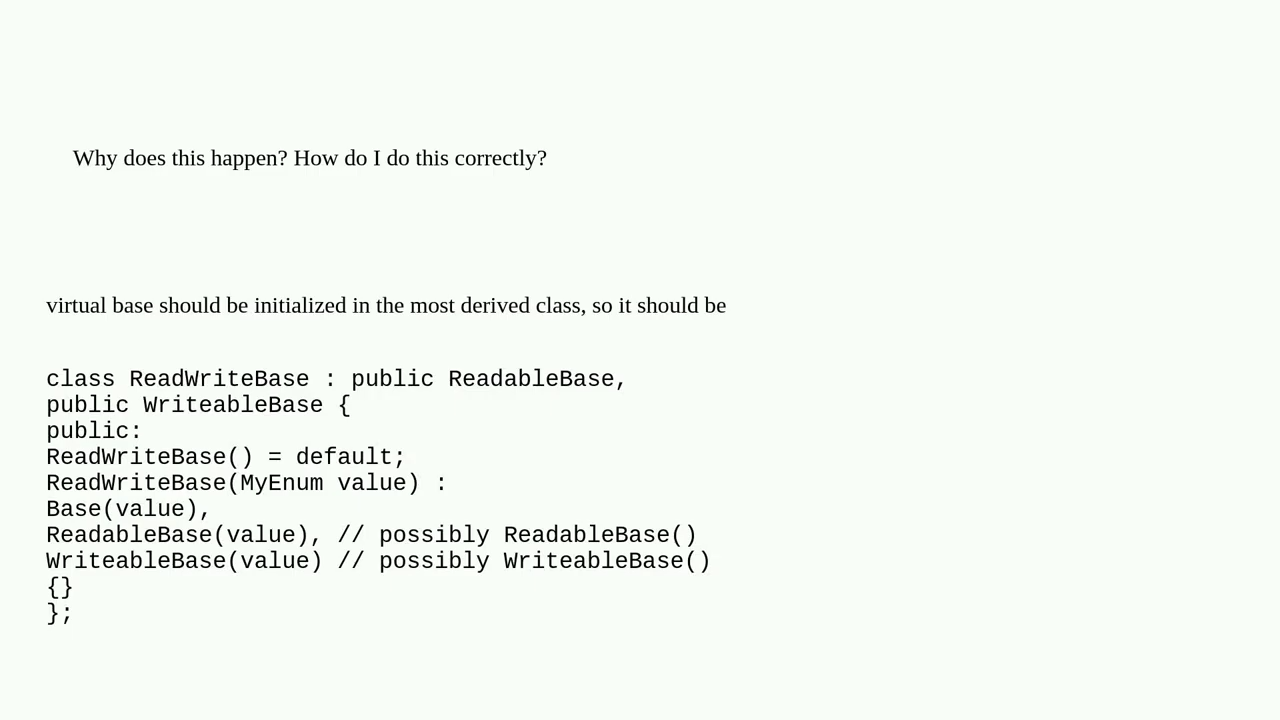 Why does this happen? How do I do this correctly?
virtual base should be initialized in the most derived class, so it should be
class ReadWriteBase : public ReadableBase,
public WriteableBase {
public:
ReadWriteBase() = default;
ReadWriteBase(MyEnum value) :
Base(value),
ReadableBase(value), // possibly ReadableBase()
WriteableBase(value) // possibly WriteableBase()
{}
};